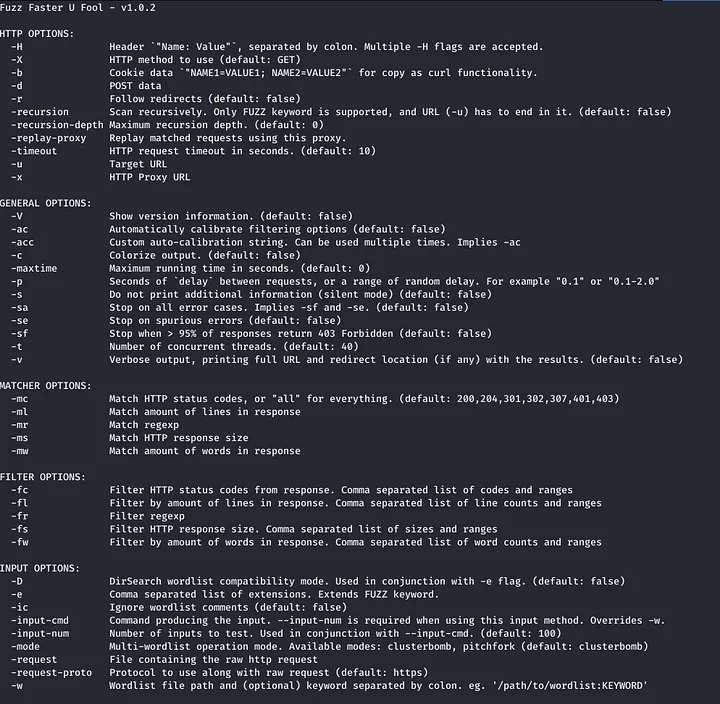 Fuzz Faster U Fool - v1.0.2
HTTP OPTIONS:
-H Header `"Name: Value"`, separated by colon. Multiple -H flags are accepted.
-X HTTP method to use (default: GET)
-b Cookie data `"NAME1=VALUE1; NAME2=VALUE2"` for copy as curl functionality.
-d POST data
-r Follow redirects (default: false)
-recursion Scan recursively. Only FUZZ keyword is supported, and URL (-u) has to end in it. (default: false)
-recursion-depth Maximum recursion depth. (default: 0)
-replay-proxy Replay matched requests using this proxy.
-timeout HTTP request timeout in seconds. (default: 10)
-u Target URL
-x HTTP Proxy URL
GENERAL OPTIONS:
-V Show version information. (default: false)
-ac Automatically calibrate filtering options (default: false)
-acc Custom auto-calibration string. Can be used multiple times. Implies -ac
-c Colorize output. (default: false)
-maxtime Maximum running time in seconds. (default: 0)
-p Seconds of `delay` between requests, or a range of random delay. For example "0.1" or "0.1-2.0"
-s Do not print additional information (silent mode) (default: false)
-sa Stop on all error cases. Implies -sf and -se. (default: false)
-se Stop on spurious errors (default: false)
-sf Stop when > 95% of responses return 403 Forbidden (default: false)
-t Number of concurrent threads. (default: 40)
-v Verbose output, printing full URL and redirect location (if any) with the results. (default: false)
MATCHER OPTIONS:
-mc Match HTTP status codes, or "all" for everything. (default: 200,204,301,302,307,401,403)
-ml Match amount of lines in response
-mr Match regexp
-ms Match HTTP response size
-mw Match amount of words in response
FILTER OPTIONS:
-fc Filter HTTP status codes from response. Comma separated list of codes and ranges
-fl Filter by amount of lines in response. Comma separated list of line counts and ranges
-fr Filter regexp
-fs Filter HTTP response size. Comma separated list of sizes and ranges
-fw Filter by amount of words in response. Comma separated list of word counts and ranges
INPUT OPTIONS:
-D DirSearch wordlist compatibility mode. Used in conjunction with -e flag. (default: false)
-e Comma separated list of extensions. Extends FUZZ keyword.
-ic Ignore wordlist comments (default: false)
-input-cmd Command producing the input. --input-num is required when using this input method. Overrides -w.
-input-num Number of inputs to test. Used in conjunction with --input-cmd. (default: 100)
-mode Multi-wordlist operation mode. Available modes: clusterbomb, pitchfork (default: clusterbomb)
-request File containing the raw http request
-request-proto Protocol to use along with raw request (default: https)
-w Wordlist file path and (optional) keyword separated by colon. eg. '/path/to/wordlist:KEYWORD'